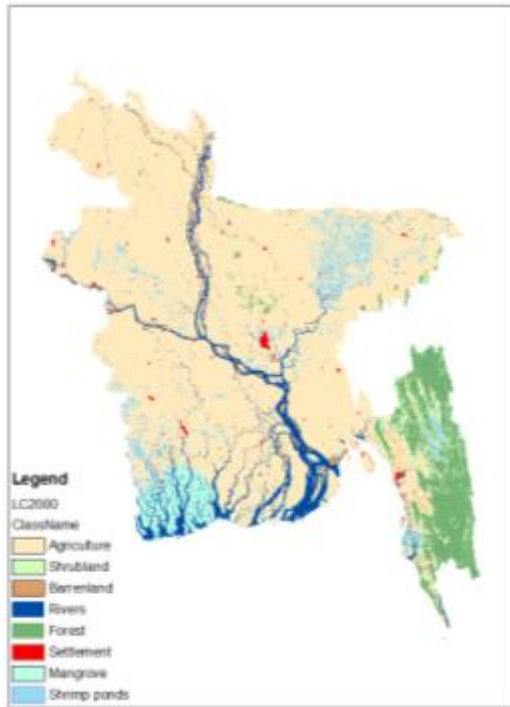 Legend
LC2000
ClassName
Agriculture
Shrubland
Barrenland
Rivers
Forest
Settlement
Mangrove
Shrimp ponds